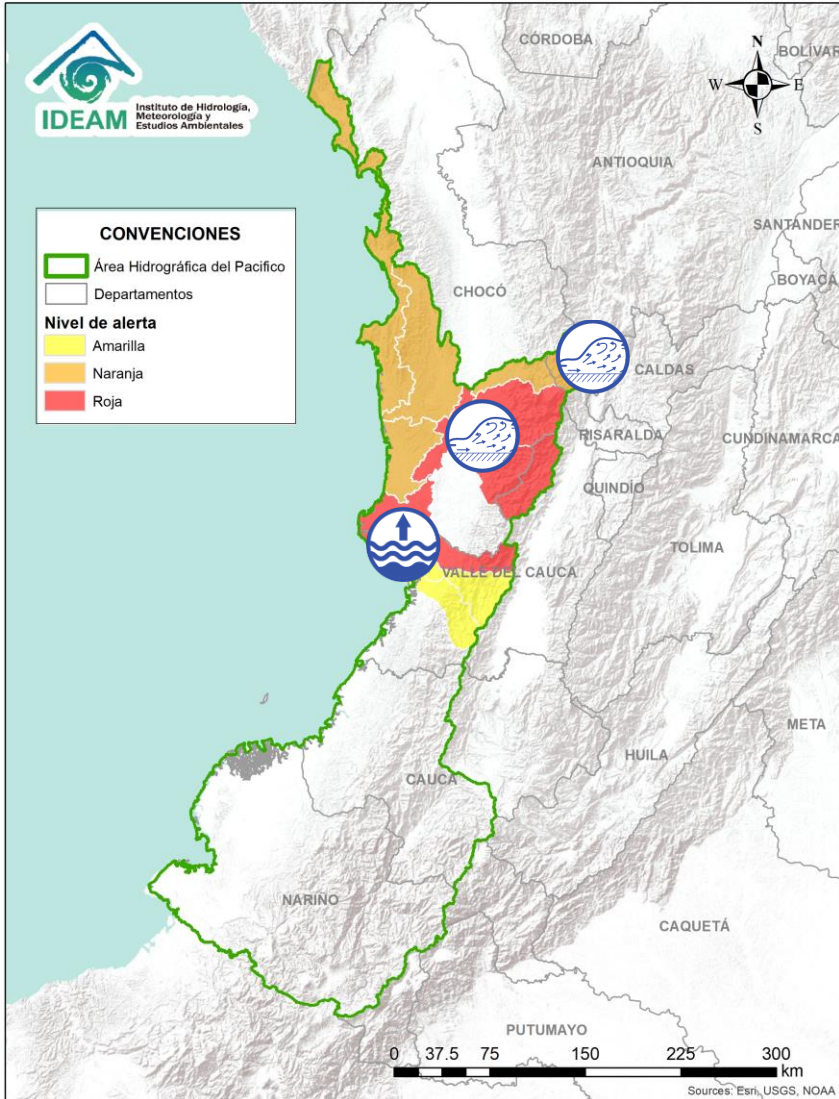 IDEAM
Instituto de Hidrología,
Meteorología y
Estudios Ambientales
CÓRDOBA
BOLÍVAR
N
W
E
S
ANTIOQUIA
SANTANDER
BOYACÁ
CONVENCIONES
Área Hidrográfica del Pacifico
Departamentos
Nivel de alerta
Amarilla
Naranja
Roja
CHOCÓ
CALDAS
RISARALDA
CUNDINAMARCA
QUINDÍO
TOLIMA
VALLE DEL CAUCA
META
HUILA
CAUCA
NARIÑO
CAQUETÁ
PUTUMAYO
0 37.5 75 150 225 300
km
Sources: Esri, USGS, NOAA